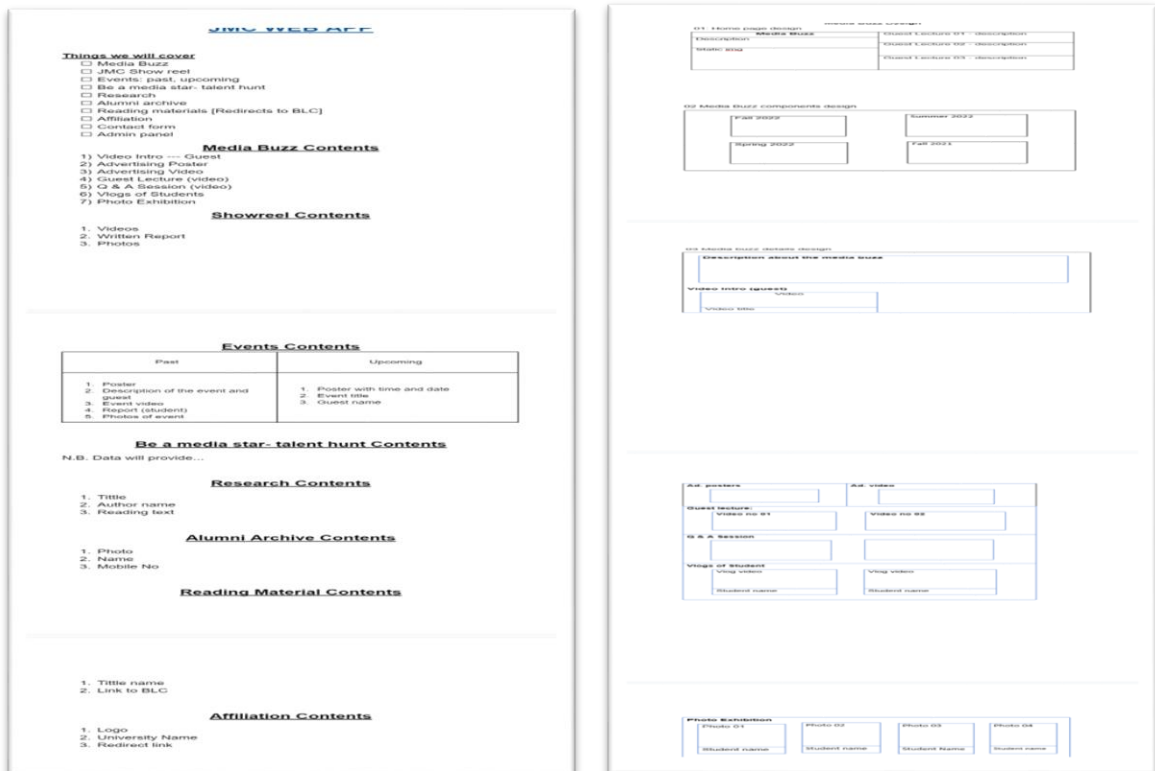 JMC WEB APP
Things we will cover
☐ Media Buzz
☐ JMC Show reel
☐ Events: past, upcoming
☐ Be a media star- talent hunt
☐ Research
☐ Alumni archive
☐ Reading materials [Redirects to BLC]
☐ Affiliation
☐ Contact form
☐ Admin panel
Media Buzz Contents
1) Video Intro --- Guest
2) Advertising Poster
3) Advertising Video
4) Guest Lecture (video)
5) Q & A Session (video)
6) Vlogs of Students
7) Photo Exhibition
Showreel Contents
1. Videos
2. Written Report
3. Photos
Events Contents
Past Upcoming
1. Poster
2. Description of the event and
guest
3. Event video
4. Report (student)
5. Photos of event
1. Poster with time and date
2. Event title
3. Guest name
Be a media star- talent hunt Contents
N.B. Data will provide...
Research Contents
1. Tittle
2. Author name
3. Reading text
Alumni Archive Contents
1. Photo
2. Name
3. Mobile No
Reading Material Contents
1. Tittle name
2. Link to BLC
Affiliation Contents
1. Logo
2. University Name
3. Redirect link
Media Buzz Design
01. Home page design
Media Buzz
Description
Static img
Guest Lecture 01 - description
Guest Lecture 02 - description
Guest Lecture 03 - description
02 Media Buzz components design
Fall 2022 Summer 2022
Spring 2022 Fall 2021
03 Media buzz details design
Description about the media buzz
Video Intro (guest)
Video
Video title
Ad. posters Ad. video
Guest lecture:
Video no 01 Video no 02
Q & A Session
Vlogs of Student
Vlog video Vlog video
Student name Student name
Photo Exhibition
Photo 01 Photo 02 Photo 03 Photo 04
Student name Student name Student Name Student name